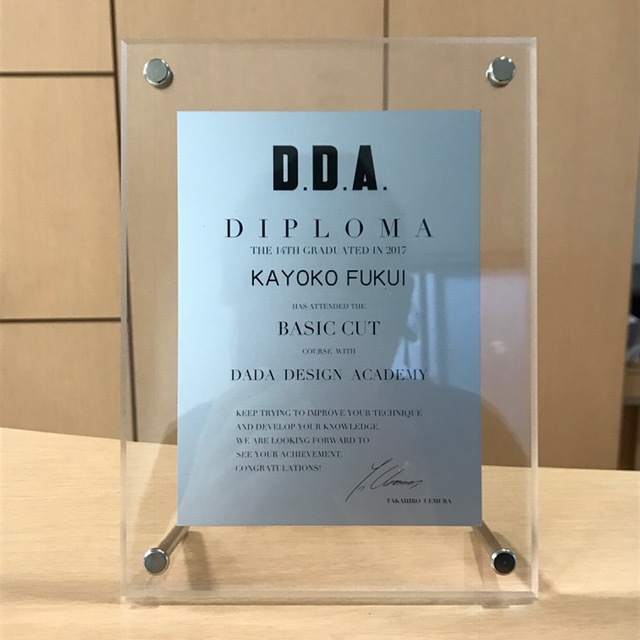 D.D.A.
DIPLOMA
THE 14TH GRADUATED IN 2017
KAYOKO FUKUI
HAS ATTENDED THE
BASIC CUT
COURSE WITH
DADA DESIGN ACADEMY
KEEP TRYING TO IMPROVE YOUR TECHNIQUE
AND DEVELOP YOUR KNOWLEDGE.
WE ARE LOOKING FORWARD TO
SEE YOUR ACHIEVEMENT.
CONGRATULATIONS!
TAKAHIRO UEMURA